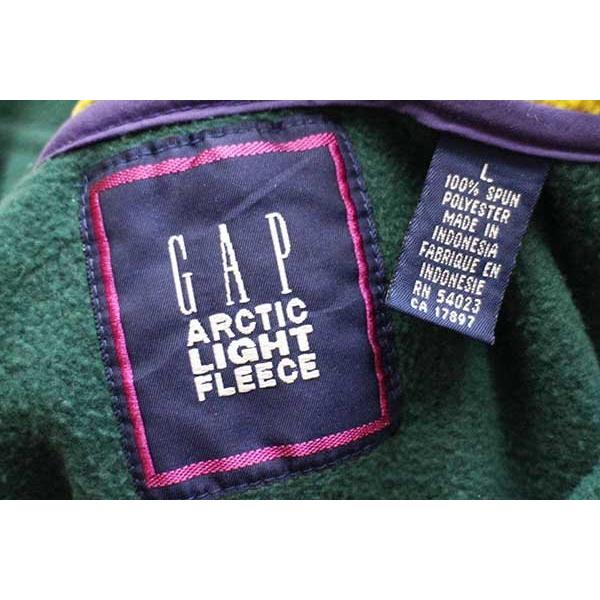 GAP
ARCTIC
LIGHT
FLEECE
L
100% SPUN
POLYESTER
MADE IN
INDONESIA
FABRIQUE EN
INDONESIE
RN 54023
CA 17897